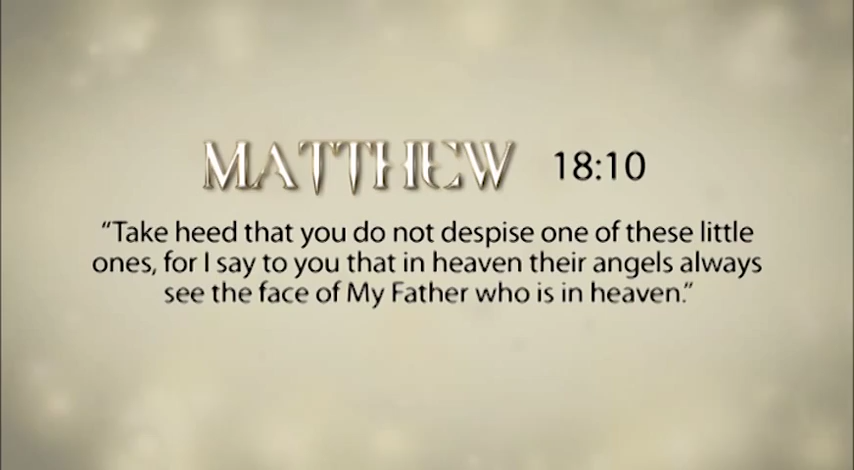 MATTHEW 18:10
“Take heed that you do not despise one of these little
ones, for I say to you that in heaven their angels always
see the face of My Father who is in heaven.”